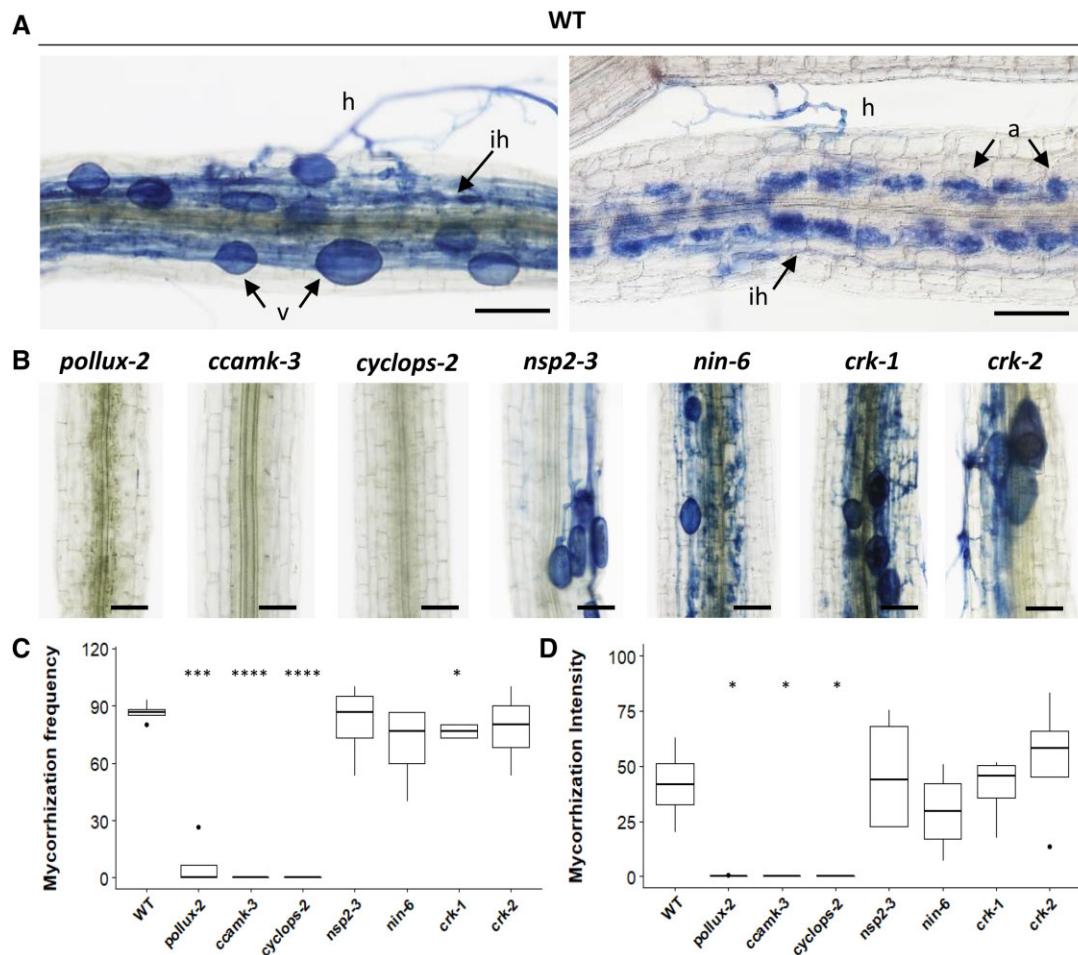 A
WT
h
ih
v
h
a
ih
B
pollux-2 ccamk-3 cyclops-2 nsp2-3 nin-6 crk-1 crk-2
C
Mycorrhization frequency
120
90
60
30
0
*** **** **** *
WT pollux-2 ccamk-3 cyclops-2 nsp2-3 nin-6 crk-1 crk-2
D
Mycorrhization Intensity
100
75
50
25
0
* * *
WT pollux-2 ccamk-3 cyclops-2 nsp2-3 nin-6 crk-1 crk-2